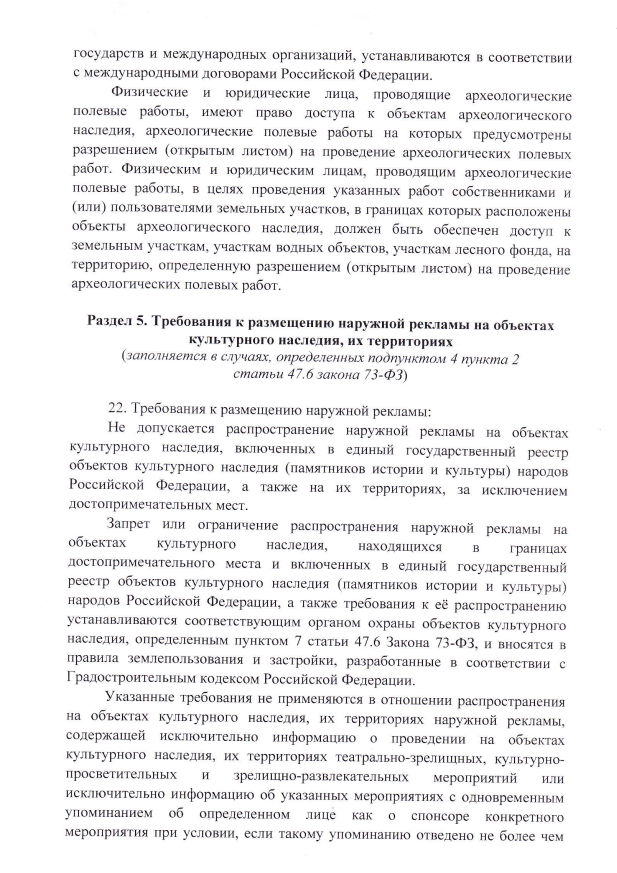 государств и международных организаций, устанавливаются в соответствии
с международными договорами Российской Федерации.
Физические и юридические лица, проводящие археологические
полевые работы, имеют право доступа к объектам археологического
наследия, археологические полевые работы на которых предусмотрены
разрешением (открытым листом) на проведение археологических полевых
работ. Физическим и юридическим лицам, проводящим археологические
полевые работы, в целях проведения указанных работ собственниками и
(или) пользователями земельных участков, в границах которых расположены
объекты археологического наследия, должен быть обеспечен доступ к
земельным участкам, участкам водных объектов, участкам лесного фонда, на
территорию, определенную разрешением (открытым листом) на проведение
археологических полевых работ.
Раздел 5. Требования к размещению наружной рекламы на объектах
культурного наследия, их территориях
(заполняется в случаях, определенных подпунктом 4 пункта 2
статьи 47.6 закона 73-ФЗ)
22. Требования к размещению наружной рекламы:
Не допускается распространение наружной рекламы на объектах
культурного наследия, включенных в единый государственный реестр
объектов культурного наследия (памятников истории и культуры) народов
Российской Федерации, а также на их территориях, за исключением
достопримечательных мест.
Запрет или ограничение распространения наружной рекламы на
объектах культурного наследия, находящихся в границах
достопримечательного места и включенных в единый государственный
реестр объектов культурного наследия (памятников истории и культуры)
народов Российской Федерации, а также требования к её распространению
устанавливаются соответствующим органом охраны объектов культурного
наследия, определенным пунктом 7 статьи 47.6 Закона 73-ФЗ, и вносятся в
правила землепользования и застройки, разработанные в соответствии с
Градостроительным кодексом Российской Федерации.
Указанные требования не применяются в отношении распространения
на объектах культурного наследия, их территориях наружной рекламы,
содержащей исключительно информацию о проведении на объектах
культурного наследия, их территориях театрально-зрелищных, культурно-
просветительных и зрелищно-развлекательных мероприятий или
исключительно информацию об указанных мероприятиях с одновременным
упоминанием об определенном лице как о спонсоре конкретного
мероприятия при условии, если такому упоминанию отведено не более чем